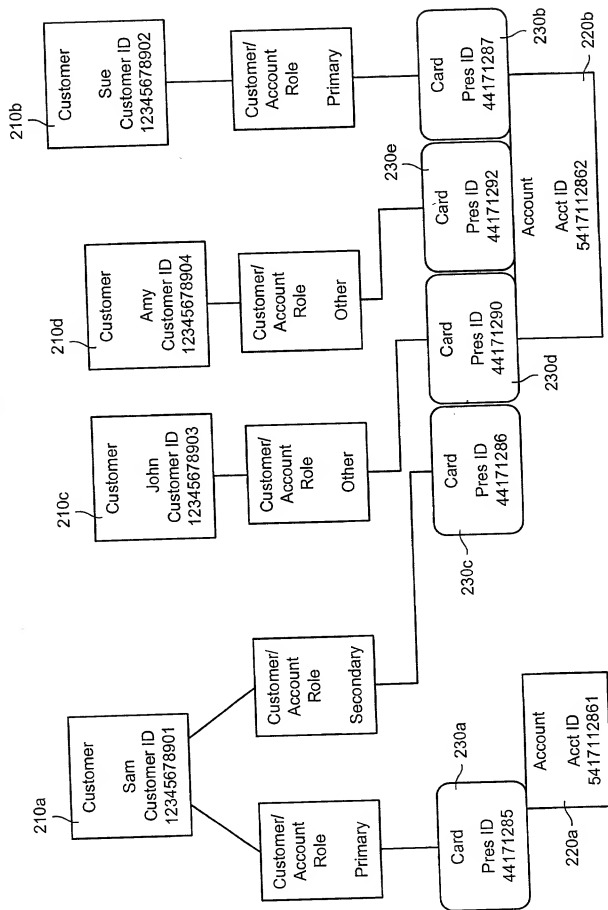 210a
Customer
Sam
Customer ID
12345678901
210c
Customer
John
Customer ID
12345678903
210d
Customer
Amy
Customer ID
12345678904
210b
Customer
Sue
Customer ID
12345678902
Customer/
Account
Role
Primary
Customer/
Account
Role
Secondary
Customer/
Account
Role
Other
Customer/
Account
Role
Other
Customer/
Account
Role
Primary
230a
Card
Pres ID
44171285
230c
Card
Pres ID
44171286
230d
Card
Pres ID
44171290
230e
Card
Pres ID
44171292
230b
Card
Pres ID
44171287
220a
Account
Acct ID
5417112861
220b
Account
Acct ID
5417112862